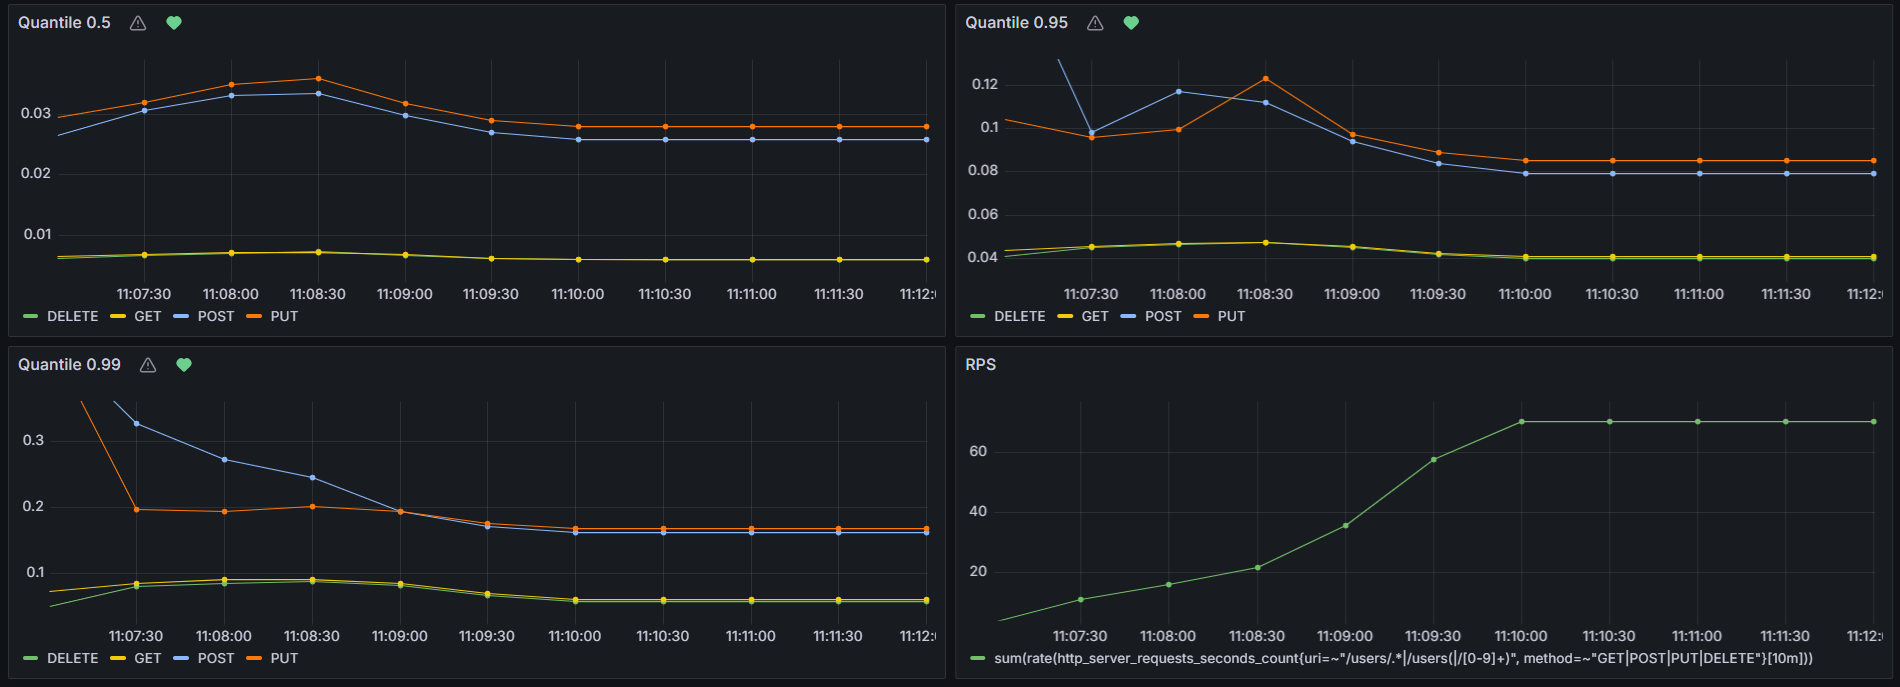 Quantile 0.5
0.03
0.02
0.01
11:07:30 11:08:00 11:08:30 11:09:00 11:09:30 11:10:00 11:10:30 11:11:00 11:11:30 11:12:
DELETE GET POST PUT
Quantile 0.95
0.12
0.1
0.08
0.06
0.04
11:07:30 11:08:00 11:08:30 11:09:00 11:09:30 11:10:00 11:10:30 11:11:00 11:11:30 11:12:
DELETE GET POST PUT
Quantile 0.99
0.3
0.2
0.1
11:07:30 11:08:00 11:08:30 11:09:00 11:09:30 11:10:00 11:10:30 11:11:00 11:11:30 11:12:
DELETE GET POST PUT
RPS
60
40
20
11:07:30 11:08:00 11:08:30 11:09:00 11:09:30 11:10:00 11:10:30 11:11:00 11:11:30 11:12:
sum(rate(http_server_requests_seconds_count{uri=~"/users/.*|/users(|/[0-9]+)", method=~"GET|POST|PUT|DELETE"}[10m]))